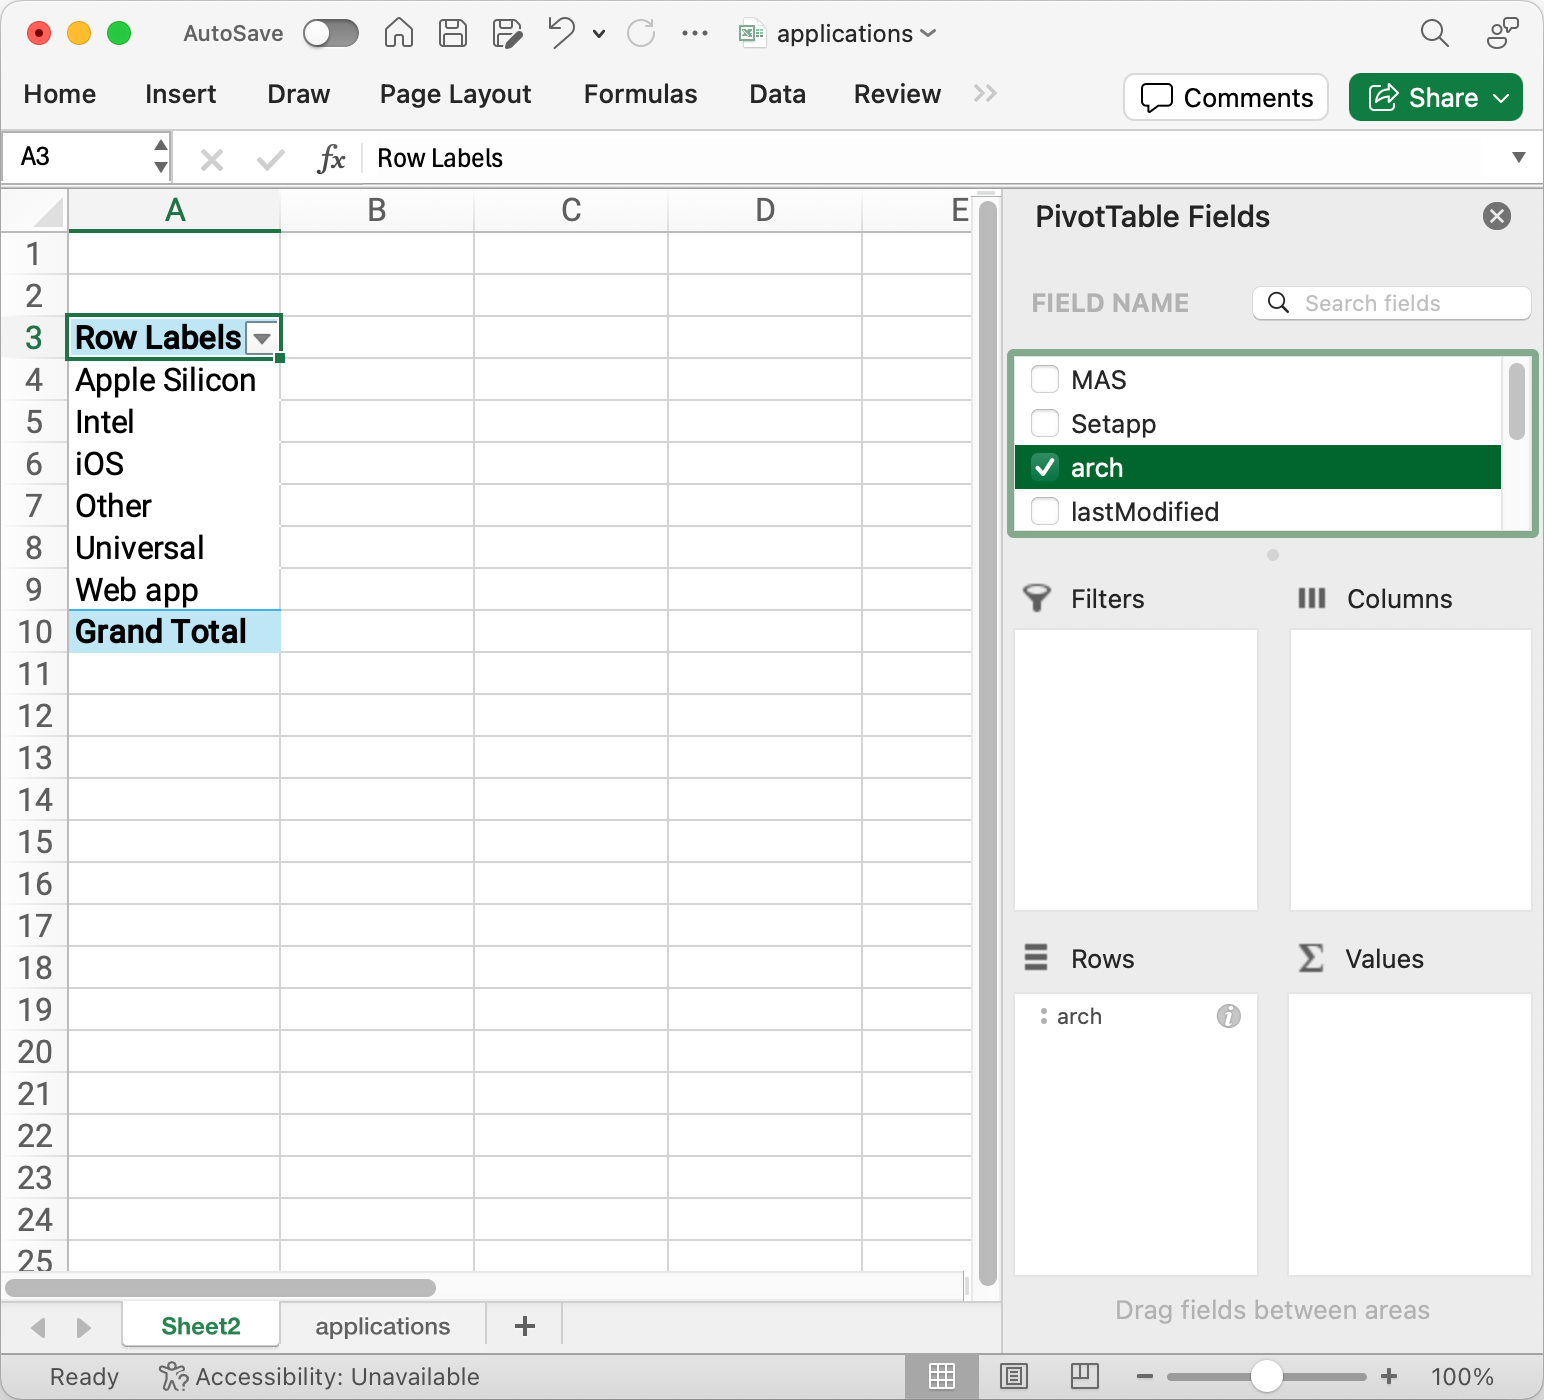 AutoSave applications
Home Insert Draw Page Layout Formulas Data Review Comments Share
A3 fx Row Labels
A B C D E
1
2
3 Row Labels
4 Apple Silicon
5 Intel
6 iOS
7 Other
8 Universal
9 Web app
10 Grand Total
11
12
13
14
15
16
17
18
19
20
21
22
23
24
25
PivotTable Fields
FIELD NAME Search fields
MAS
Setapp
arch
lastModified
Filters Columns
Rows Values
arch
Drag fields between areas
Sheet2 applications +
Ready Accessibility: Unavailable 100%